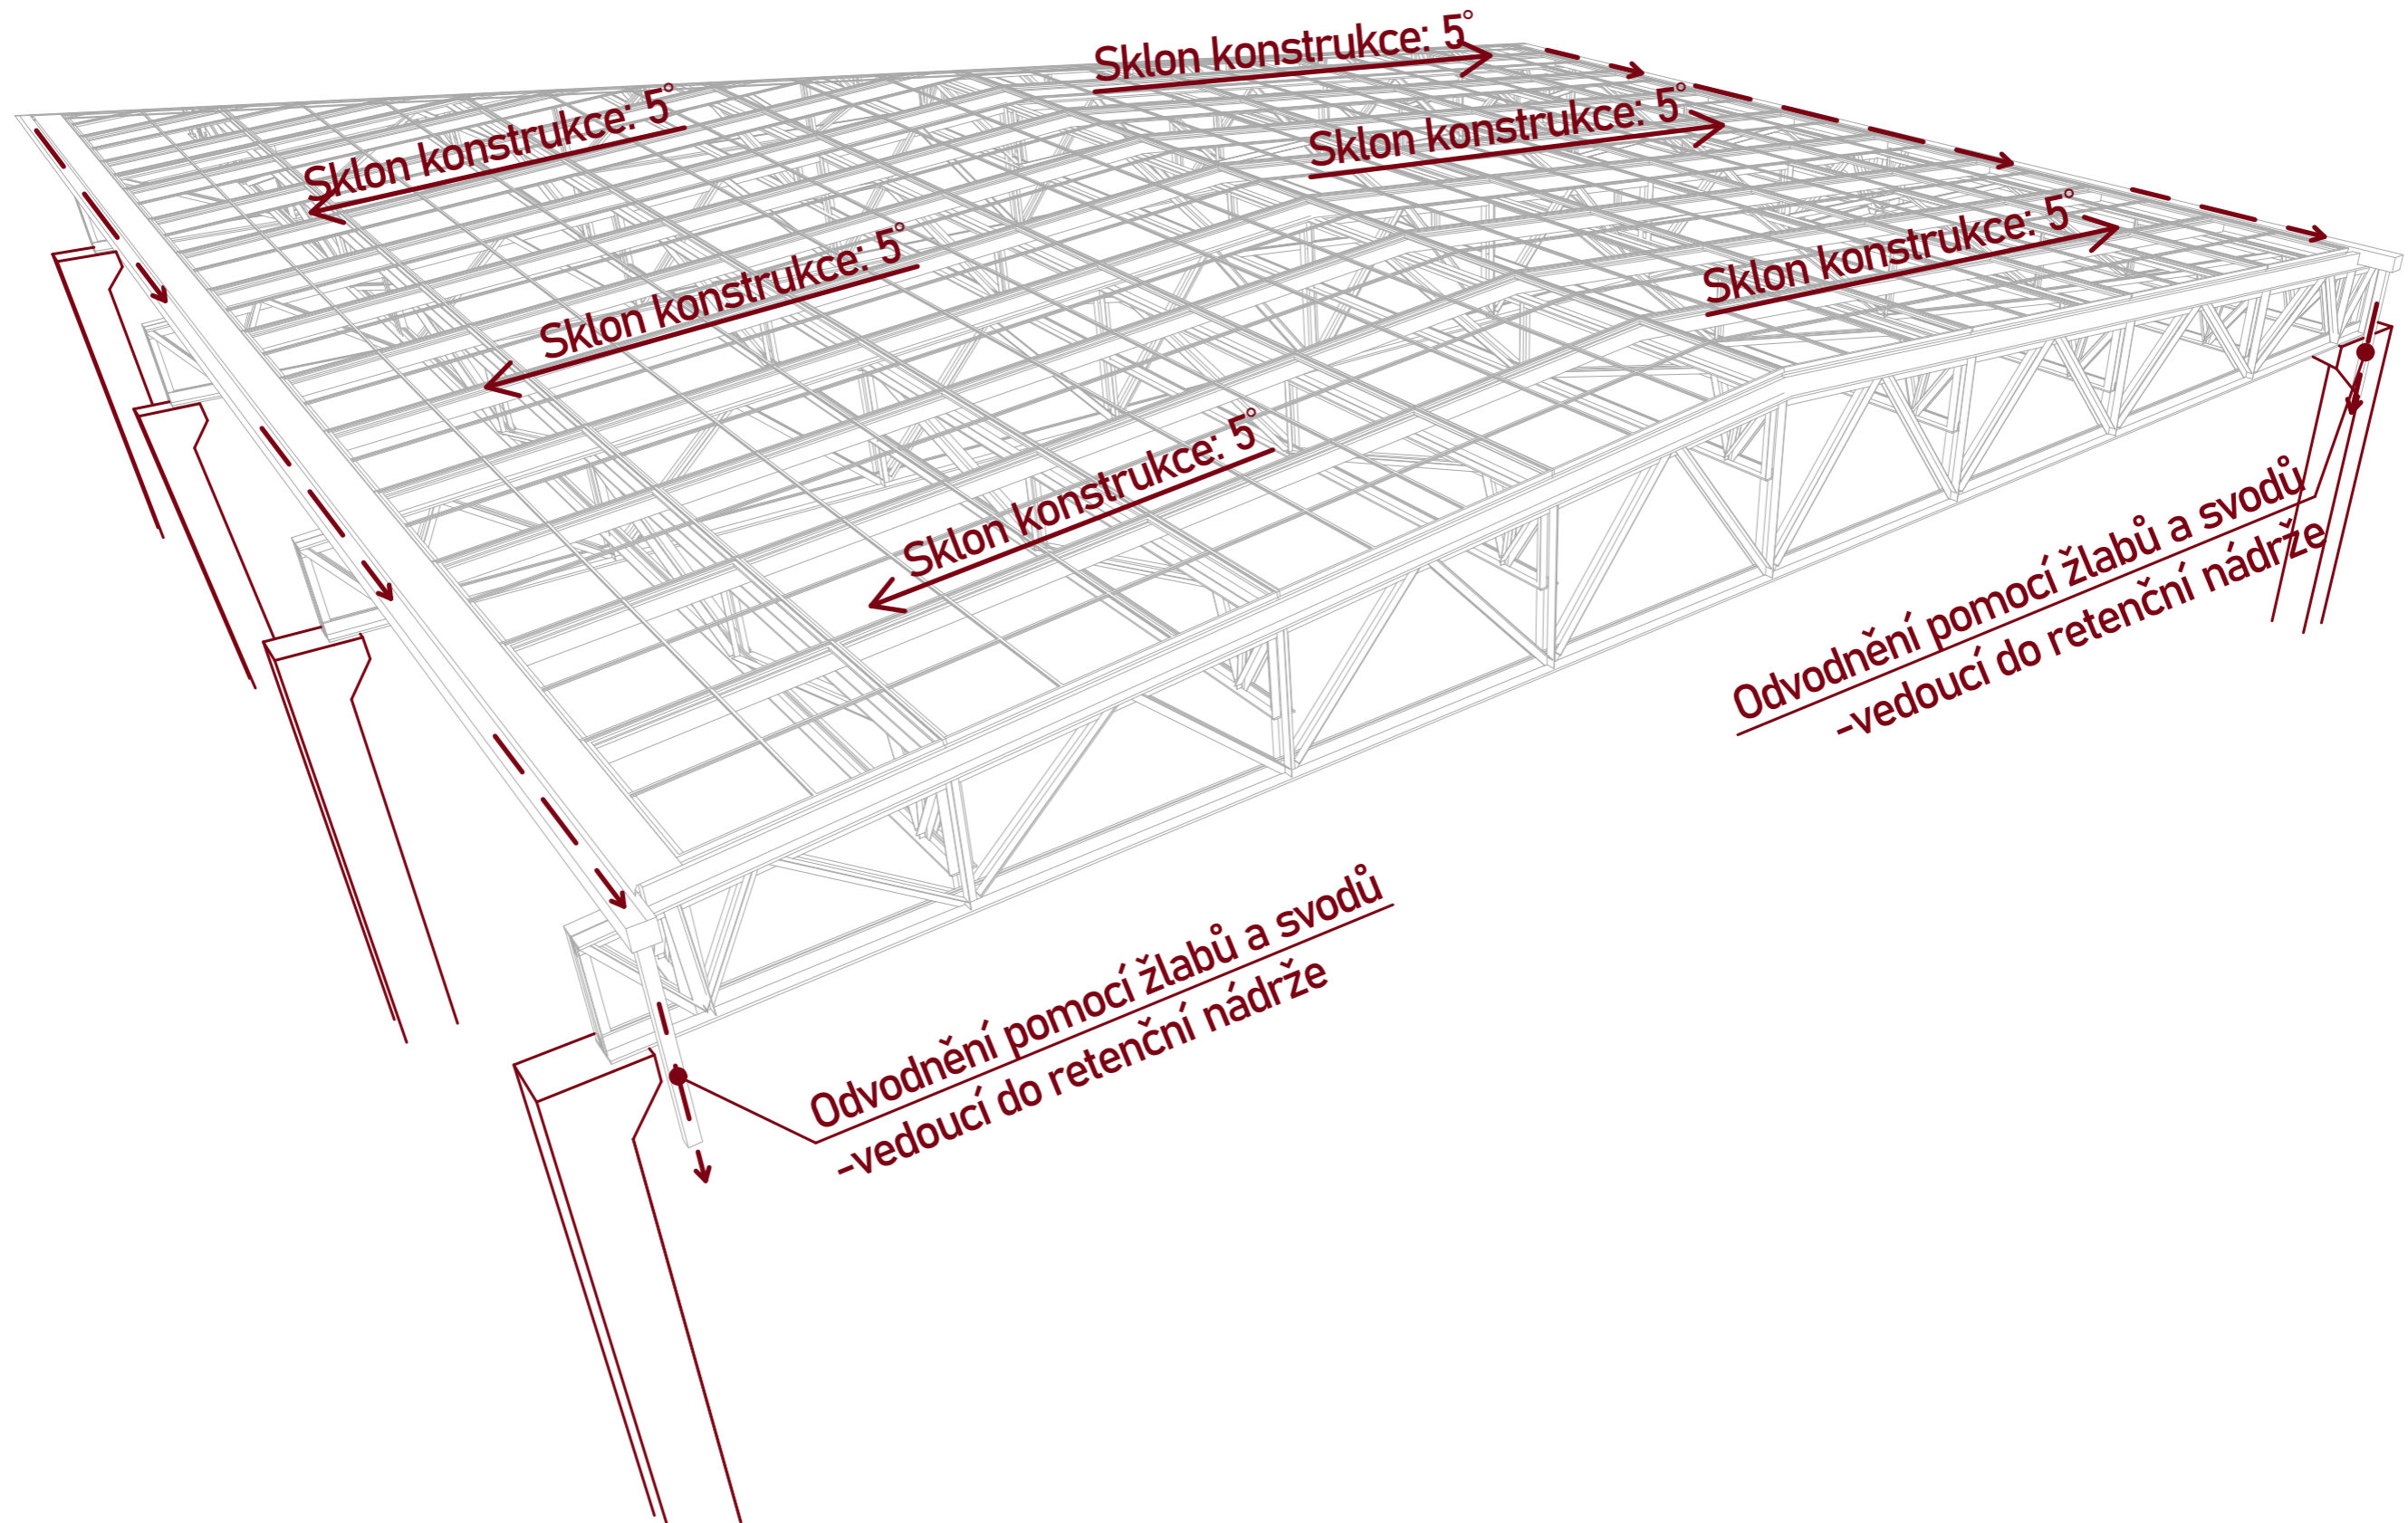 Sklon konstrukce: 5°
Sklon konstrukce: 5°
Sklon konstrukce: 5°
Sklon konstrukce: 5°
Sklon konstrukce: 5°
Sklon konstrukce: 5°
Odvodnění pomocí žlabů a svodů
-vedoucí do retenční nádrže
Odvodnění pomocí žlabů a svodů
-vedoucí do retenční nádrže